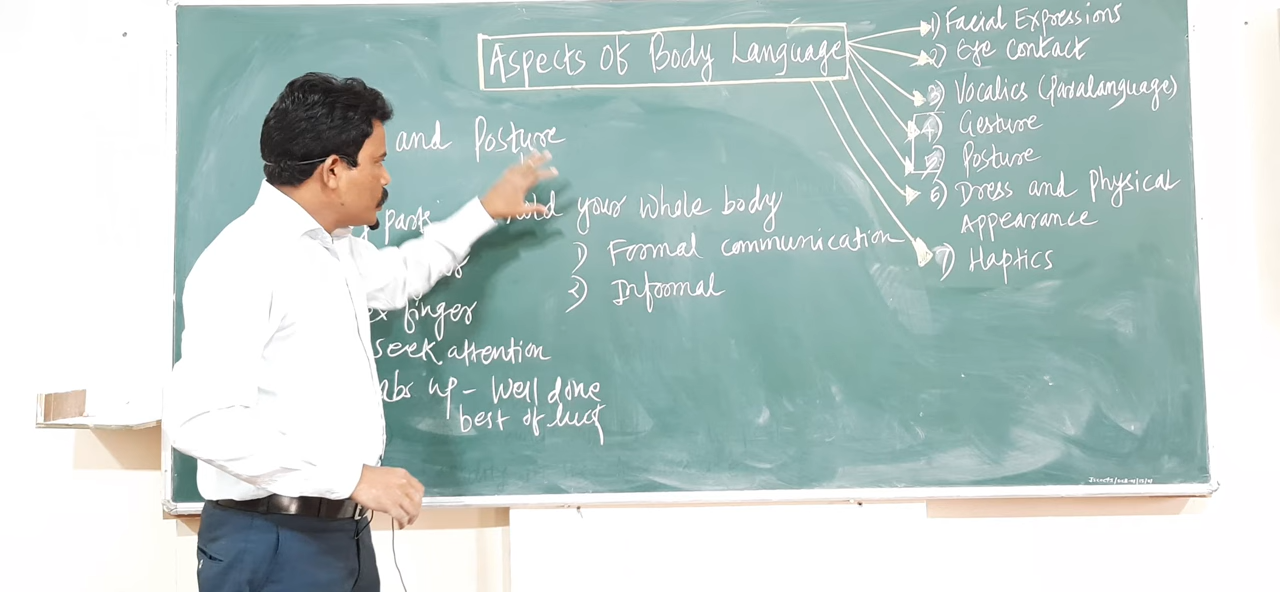 Aspects of Body Language
1) Facial Expressions
2) Eye Contact
3) Vocalics (Paralanguage)
4) Gesture
5) Posture
6) Dress and Physical
Appearance
7) Haptics
and Posture
parts
your whole body
1) Formal communication
2) Informal
finger
seek attention
up - Well done
best of luck